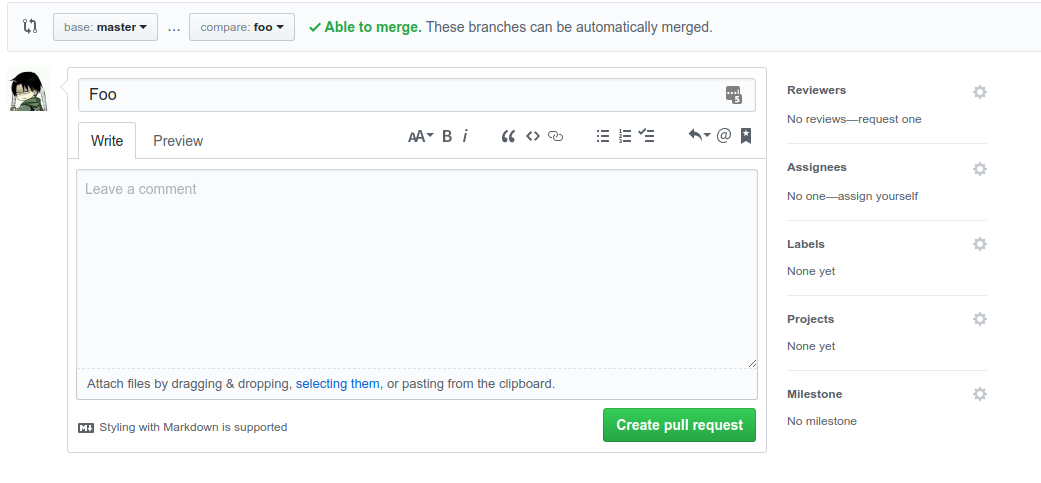 base: master ... compare: foo ✓ Able to merge. These branches can be automatically merged.
Foo
Write Preview
AA B i “ <> @
Leave a comment
Attach files by dragging & dropping, selecting them, or pasting from the clipboard.
Styling with Markdown is supported
Create pull request
Reviewers
No reviews—request one
Assignees
No one—assign yourself
Labels
None yet
Projects
None yet
Milestone
No milestone